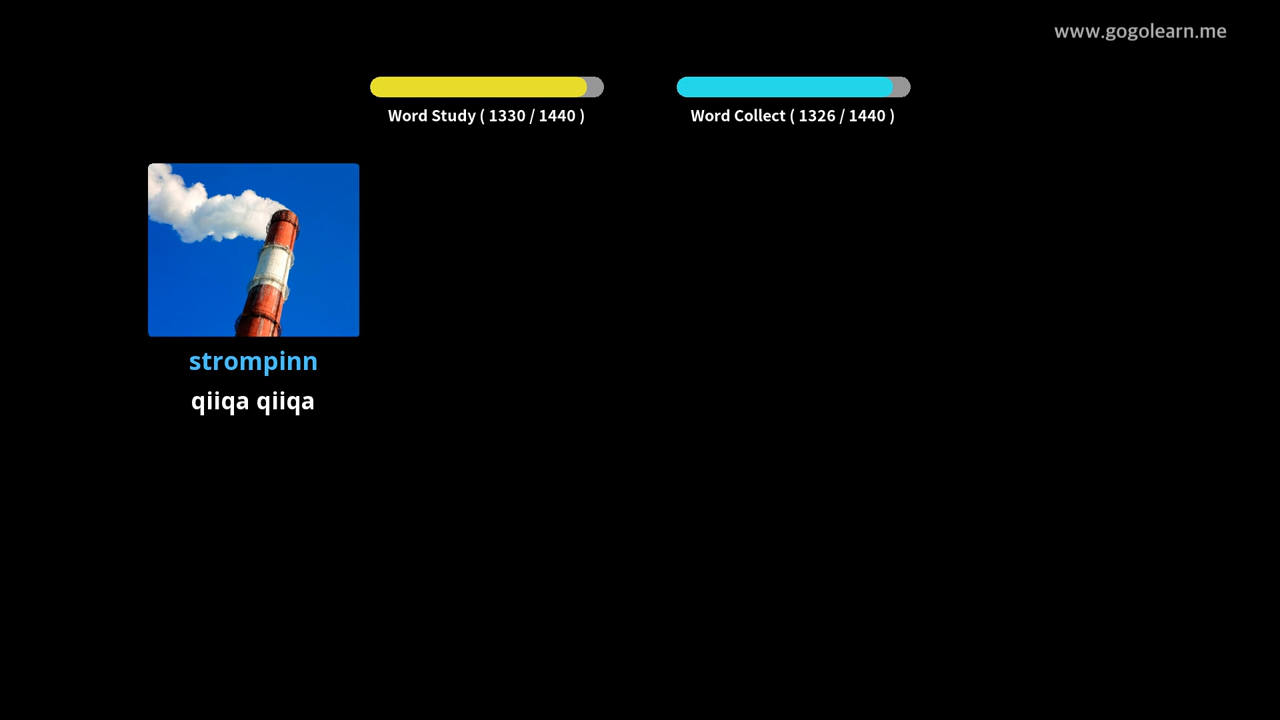 www.gogolearn.me
Word Study ( 1330 / 1440 )
Word Collect ( 1326 / 1440 )
strompinn
qiiqa qiiqa